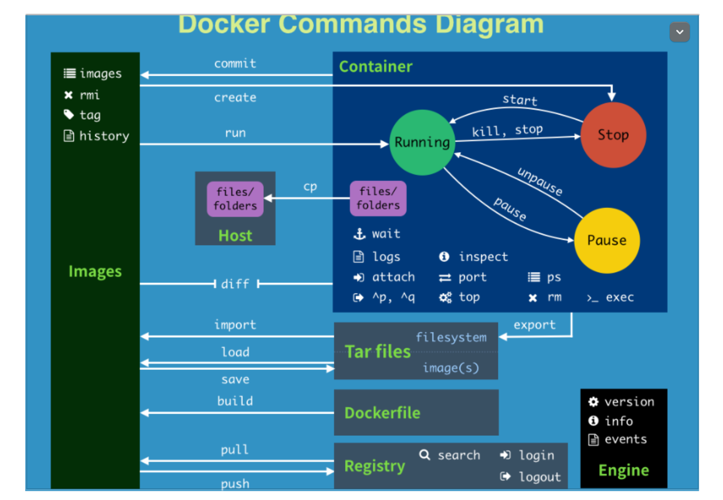 Docker Commands Diagram
images
rmi
tag
history
Images
commit
create
run
cp
diff
import
load
save
build
pull
push
files/
folders
Host
Container
Running
start
kill, stop
Stop
unpause
pause
Pause
files/
folders
wait
logs
inspect
attach
port
ps
^p, ^q
top
rm
>_ exec
export
Tar files
filesystem
image(s)
Dockerfile
Registry
search
login
logout
version
info
events
Engine